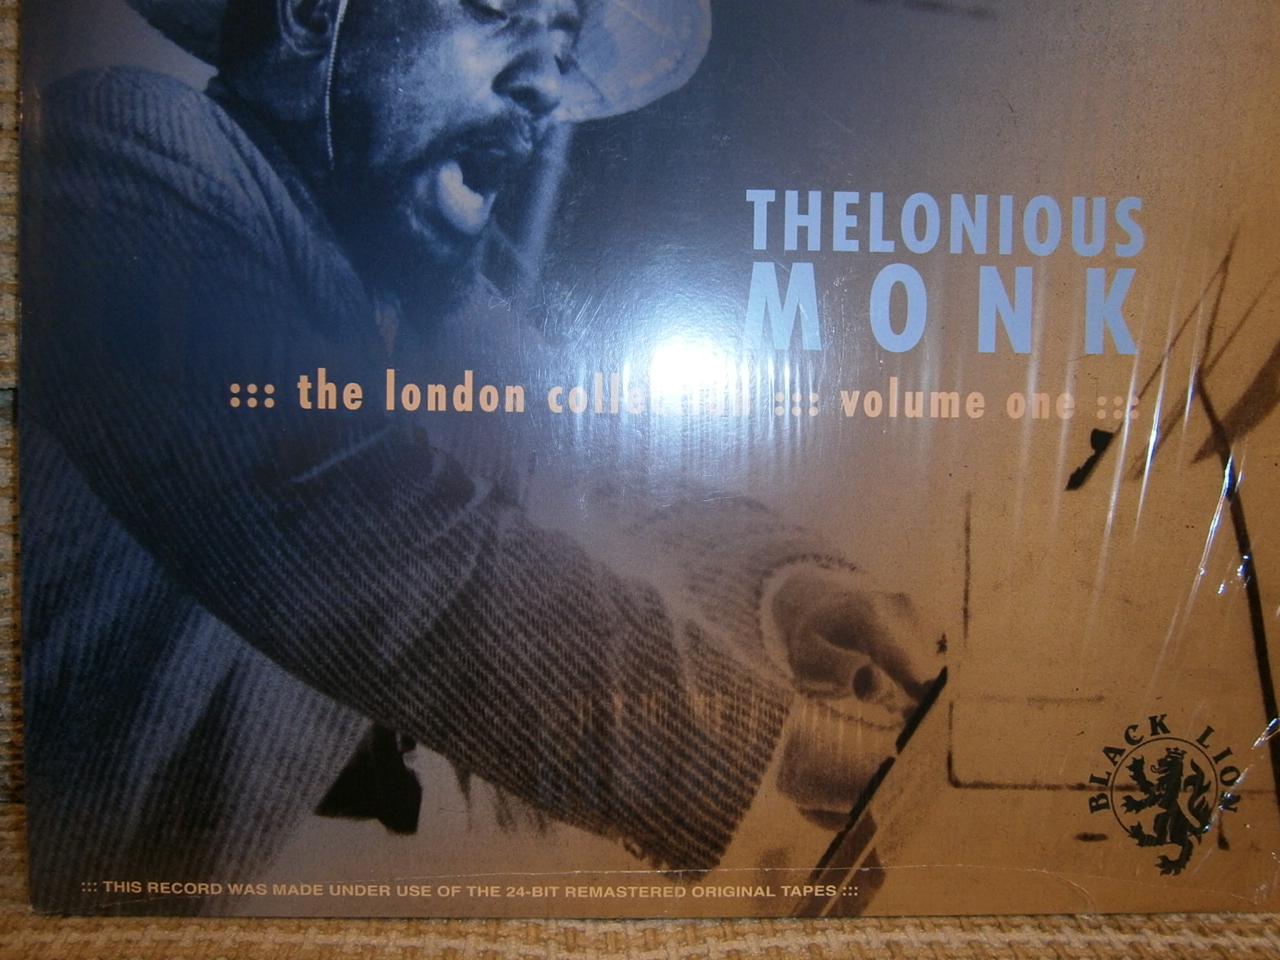 THELONIOUS
MONK
::: the london collection ::: volume one :::
BLACK LION
::: THIS RECORD WAS MADE UNDER USE OF THE 24-BIT REMASTERED ORIGINAL TAPES :::